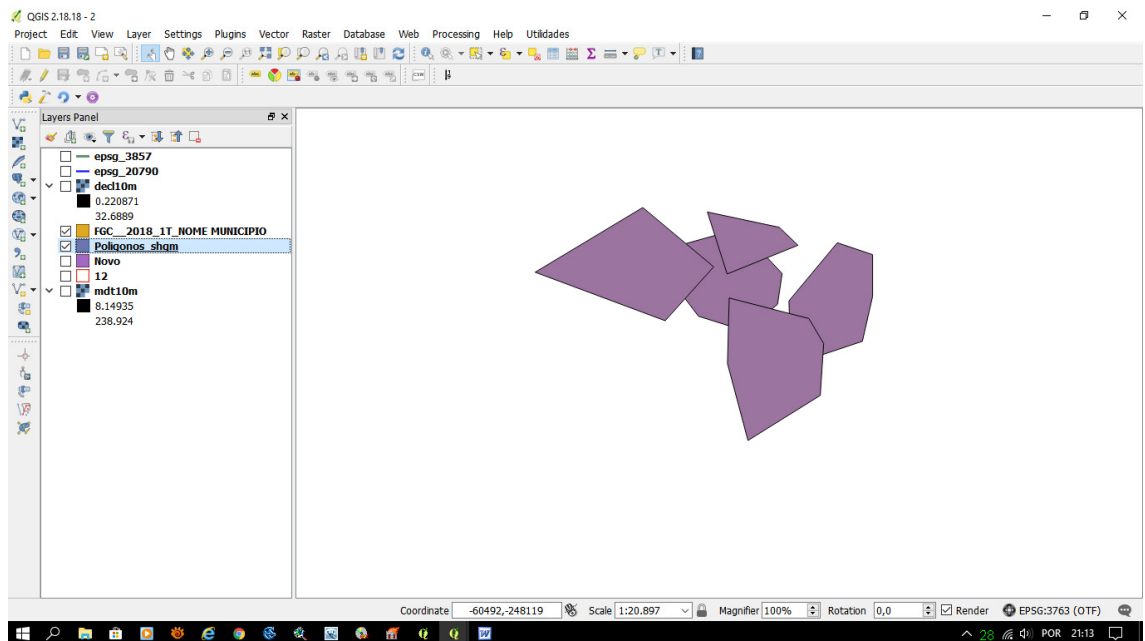 QGIS 2.18.18 - 2
Project Edit View Layer Settings Plugins Vector Raster Database Web Processing Help Utilidades
Layers Panel
epsg_3857
epsg_20790
decl10m
0.220871
32.6889
FGC__2018_1T_NOME MUNICIPIO
Poligonos_shqm
Novo
12
mdt10m
8.14935
238.924
Coordinate -60492,-248119 Scale 1:20.897 Magnifier 100% Rotation 0,0 Render EPSG:3763 (OTF)
28 POR 21:13